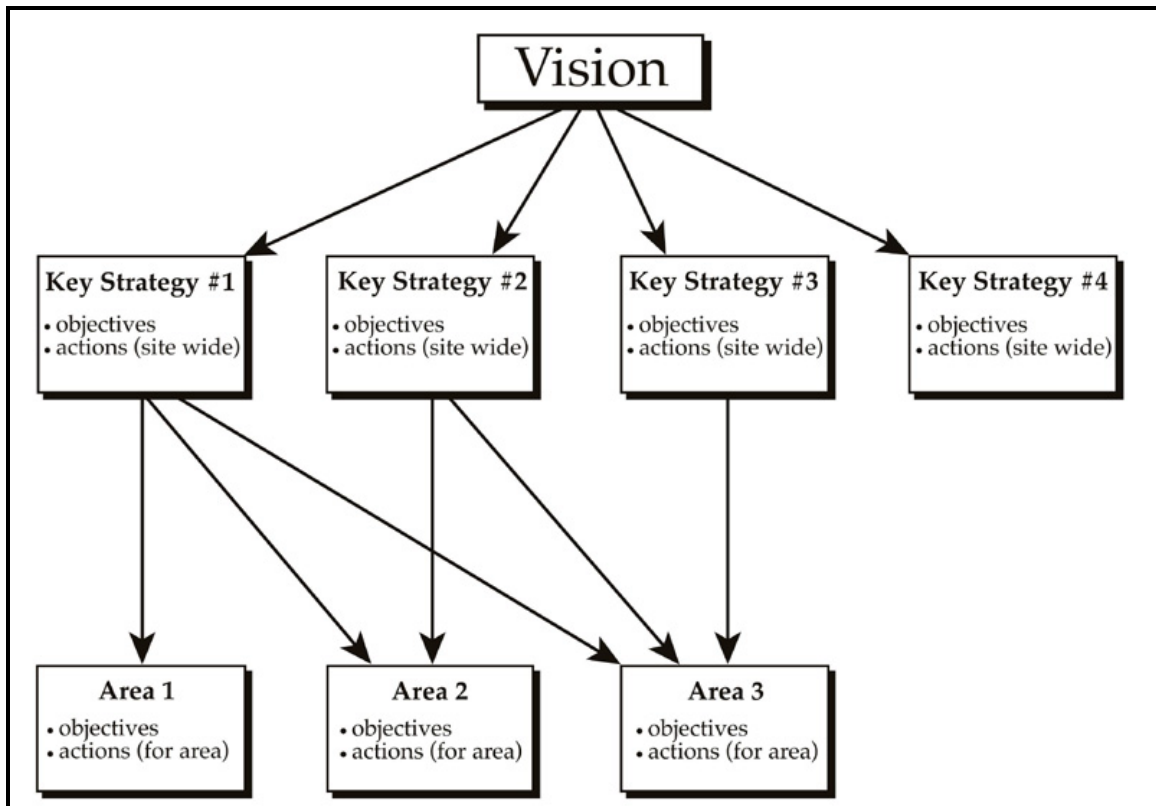 Vision
Key Strategy #1
• objectives
• actions (site wide)
Key Strategy #2
• objectives
• actions (site wide)
Key Strategy #3
• objectives
• actions (site wide)
Key Strategy #4
• objectives
• actions (site wide)
Area 1
• objectives
• actions (for area)
Area 2
• objectives
• actions (for area)
Area 3
• objectives
• actions (for area)